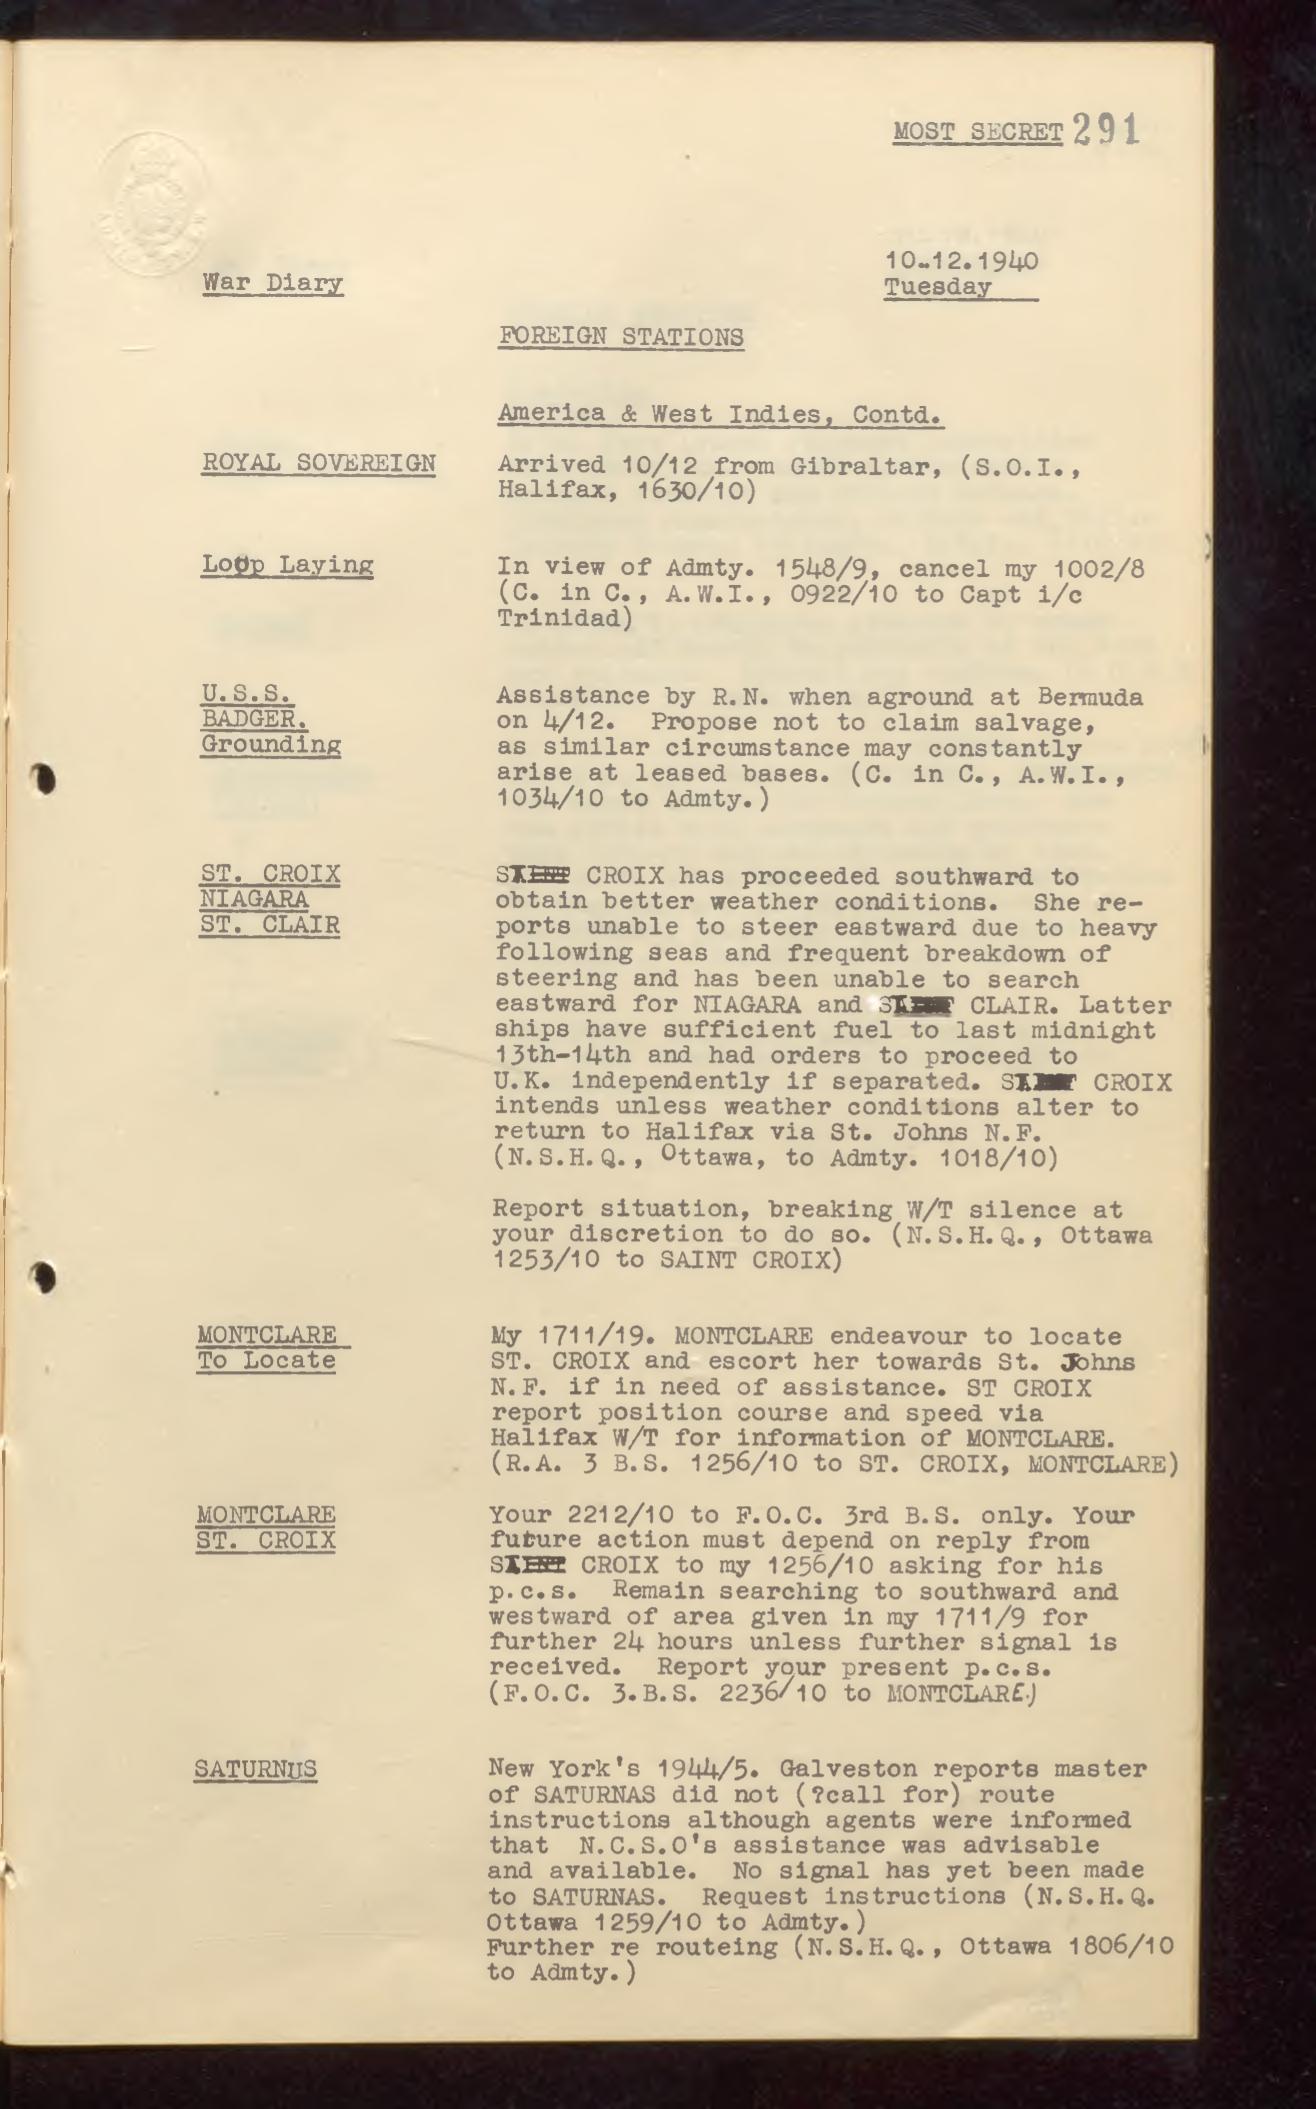 MOST SECRET 291
10-12.1940
War Diary
Tuesday
FOREIGN STATIONS
America & West Indies, Contd.
ROYAL SOVEREIGN
Arrived 10/12 from Gibraltar, (S.O.I.,
Halifax, 1630/10)
Loop Laying
In view of Admty. 1548/9, cancel my 1002/8
(C. in C., A.W.I., 0922/10 to Capt i/c
Trinidad)
U.S.S.
BADGER.
Grounding
Assistance by R.N. when aground at Bermuda
on 4/12. Propose not to claim salvage,
as similar circumstance may constantly
arise at leased bases. (C. in C., A.W.I.,
1034/10 to Admty.)
ST. CROIX
NIAGARA
ST. CLAIR
SAINT CROIX has proceeded southward to
obtain better weather conditions. She re-
ports unable to steer eastward due to heavy
following seas and frequent breakdown of
steering and has been unable to search
eastward for NIAGARA and SAINT CLAIR. Latter
ships have sufficient fuel to last midnight
13th-14th and had orders to proceed to
U.K. independently if separated. SAINT CROIX
intends unless weather conditions alter to
return to Halifax via St. Johns N.F.
(N.S.H.Q., Ottawa, to Admty. 1018/10)
Report situation, breaking W/T silence at
your discretion to do so. (N.S.H.Q., Ottawa
1253/10 to SAINT CROIX)
MONTCLARE
To Locate
My 1711/19. MONTCLARE endeavour to locate
ST. CROIX and escort her towards St. Johns
N.F. if in need of assistance. ST CROIX
report position course and speed via
Halifax W/T for information of MONTCLARE.
(R.A. 3 B.S. 1256/10 to ST. CROIX, MONTCLARE)
MONTCLARE
ST. CROIX
Your 2212/10 to F.O.C. 3rd B.S. only. Your
future action must depend on reply from
SAINT CROIX to my 1256/10 asking for his
p.c.s. Remain searching to southward and
westward of area given in my 1711/9 for
further 24 hours unless further signal is
received. Report your present p.c.s.
(F.O.C. 3.B.S. 2236/10 to MONTCLARE.)
SATURNUS
New York's 1944/5. Galveston reports master
of SATURNAS did not (?call for) route
instructions although agents were informed
that N.C.S.O's assistance was advisable
and available. No signal has yet been made
to SATURNAS. Request instructions (N.S.H.Q.
Ottawa 1259/10 to Admty.)
Further re routeing (N.S.H.Q., Ottawa 1806/10
to Admty.)